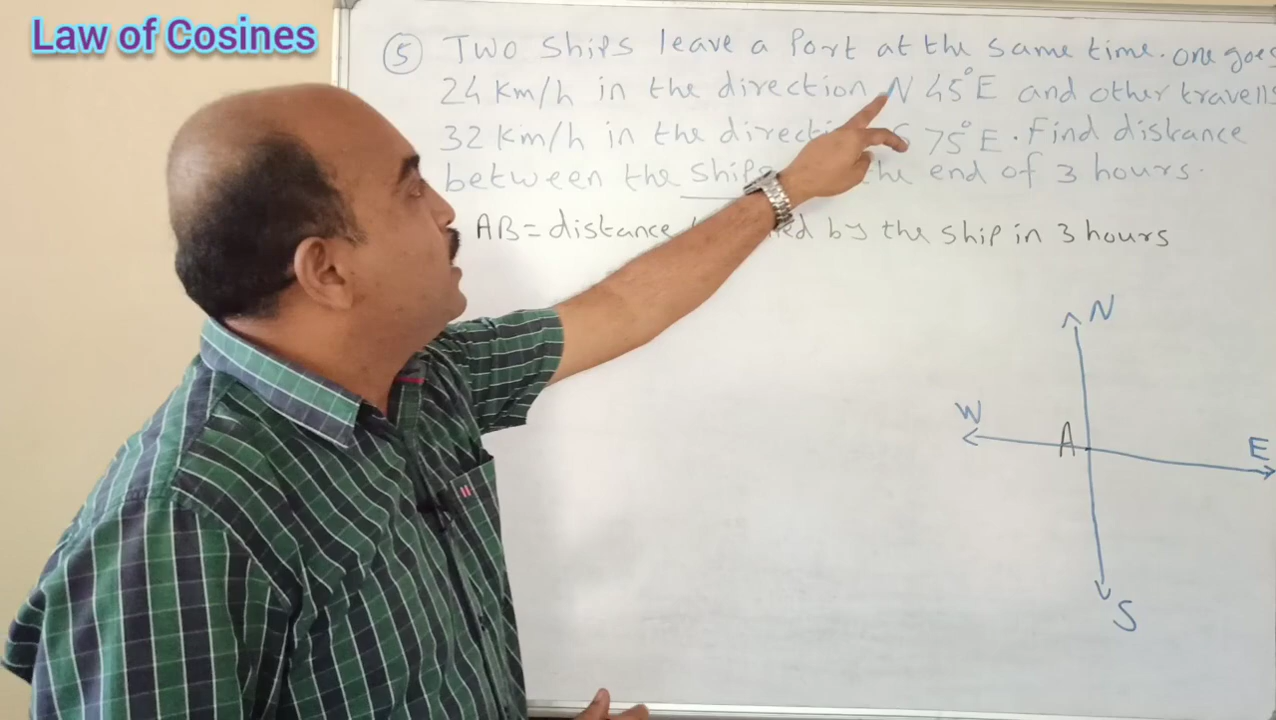 Law of Cosines
⑤ Two ships leave a Port at the same time. one goes
24 Km/h in the direction N 45° E and other travells
32 Km/h in the direction S 75° E. Find distance
between the ships the end of 3 hours.
AB = distance by the ship in 3 hours
N
W A E
S